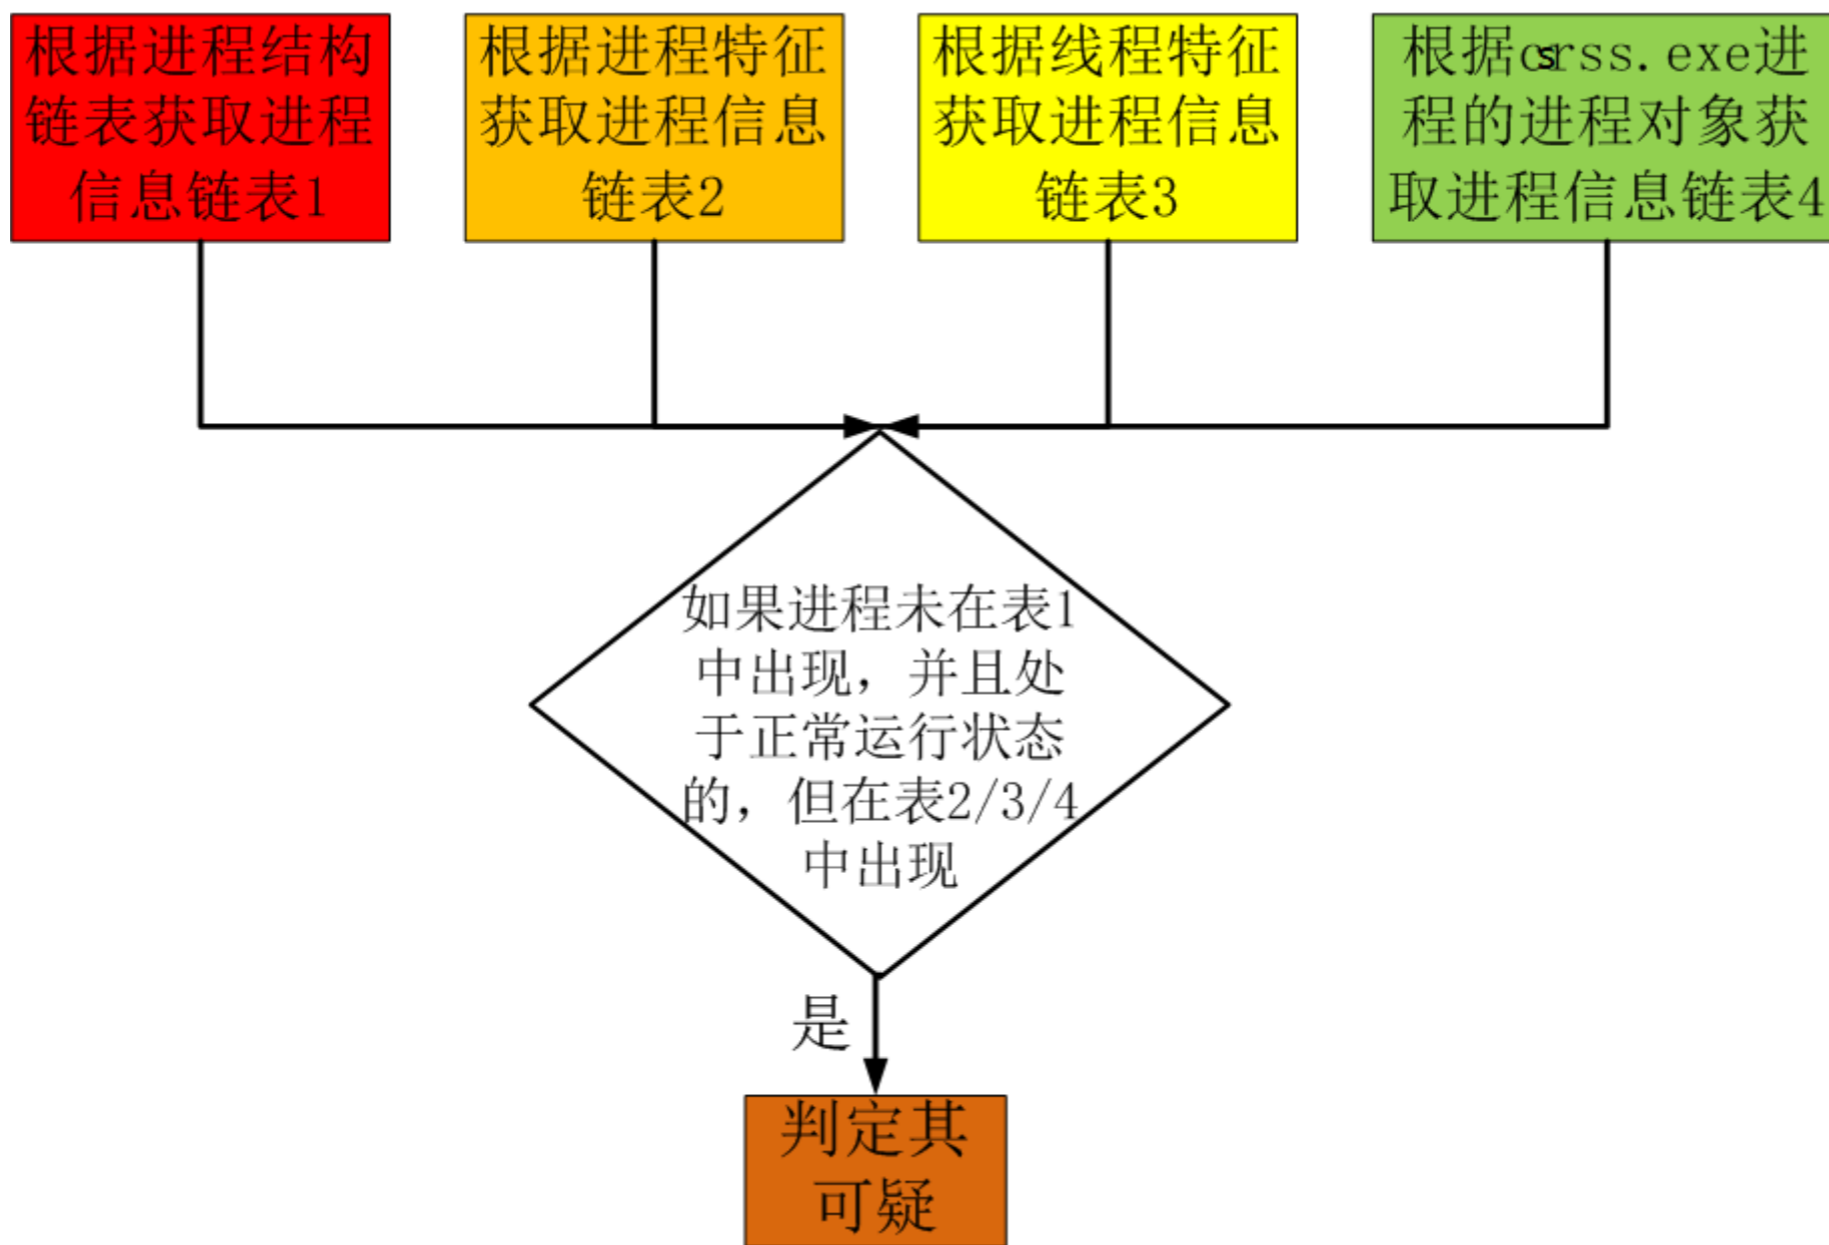 根据进程结构
链表获取进程
信息链表1
根据进程特征
获取进程信息
链表2
根据线程特征
获取进程信息
链表3
根据csrss.exe进
程的进程对象获
取进程信息链表4
如果进程未在表1
中出现，并且处
于正常运行状态
的，但在表2/3/4
中出现
是
判定其
可疑